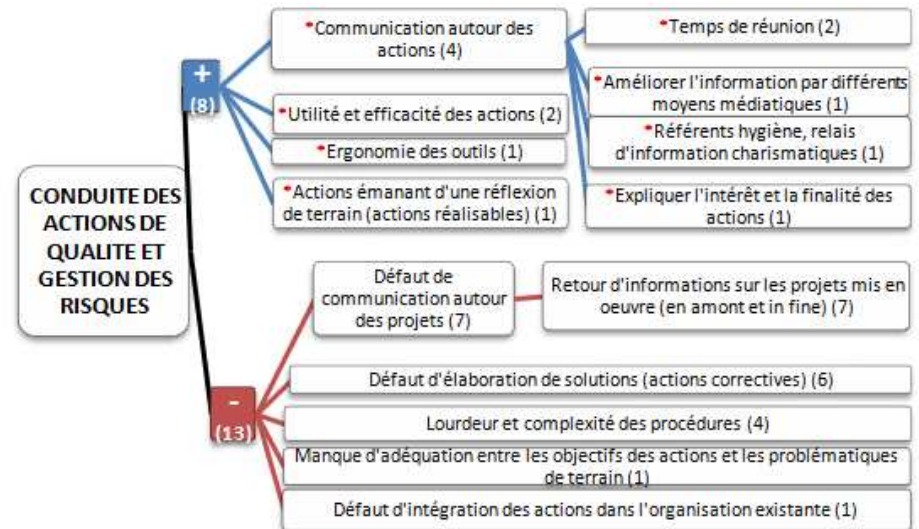 CONDUITE DES
ACTIONS DE
QUALITE ET
GESTION DES
RISQUES
+
(8)
*Communication autour des
actions (4)
*Temps de réunion (2)
*Améliorer l'information par différents
moyens médiatiques (1)
*Référents hygiène, relais
d'information charismatiques (1)
*Expliquer l'intérêt et la finalité des
actions (1)
*Utilité et efficacité des actions (2)
*Ergonomie des outils (1)
*Actions émanant d'une réflexion
de terrain (actions réalisables) (1)
-
(13)
Défaut de
communication autour
des projets (7)
Retour d'informations sur les projets mis en
oeuvre (en amont et in fine) (7)
Défaut d'élaboration de solutions (actions correctives) (6)
Lourdeur et complexité des procédures (4)
Manque d'adéquation entre les objectifs des actions et les problématiques
de terrain (1)
Défaut d'intégration des actions dans l'organisation existante (1)